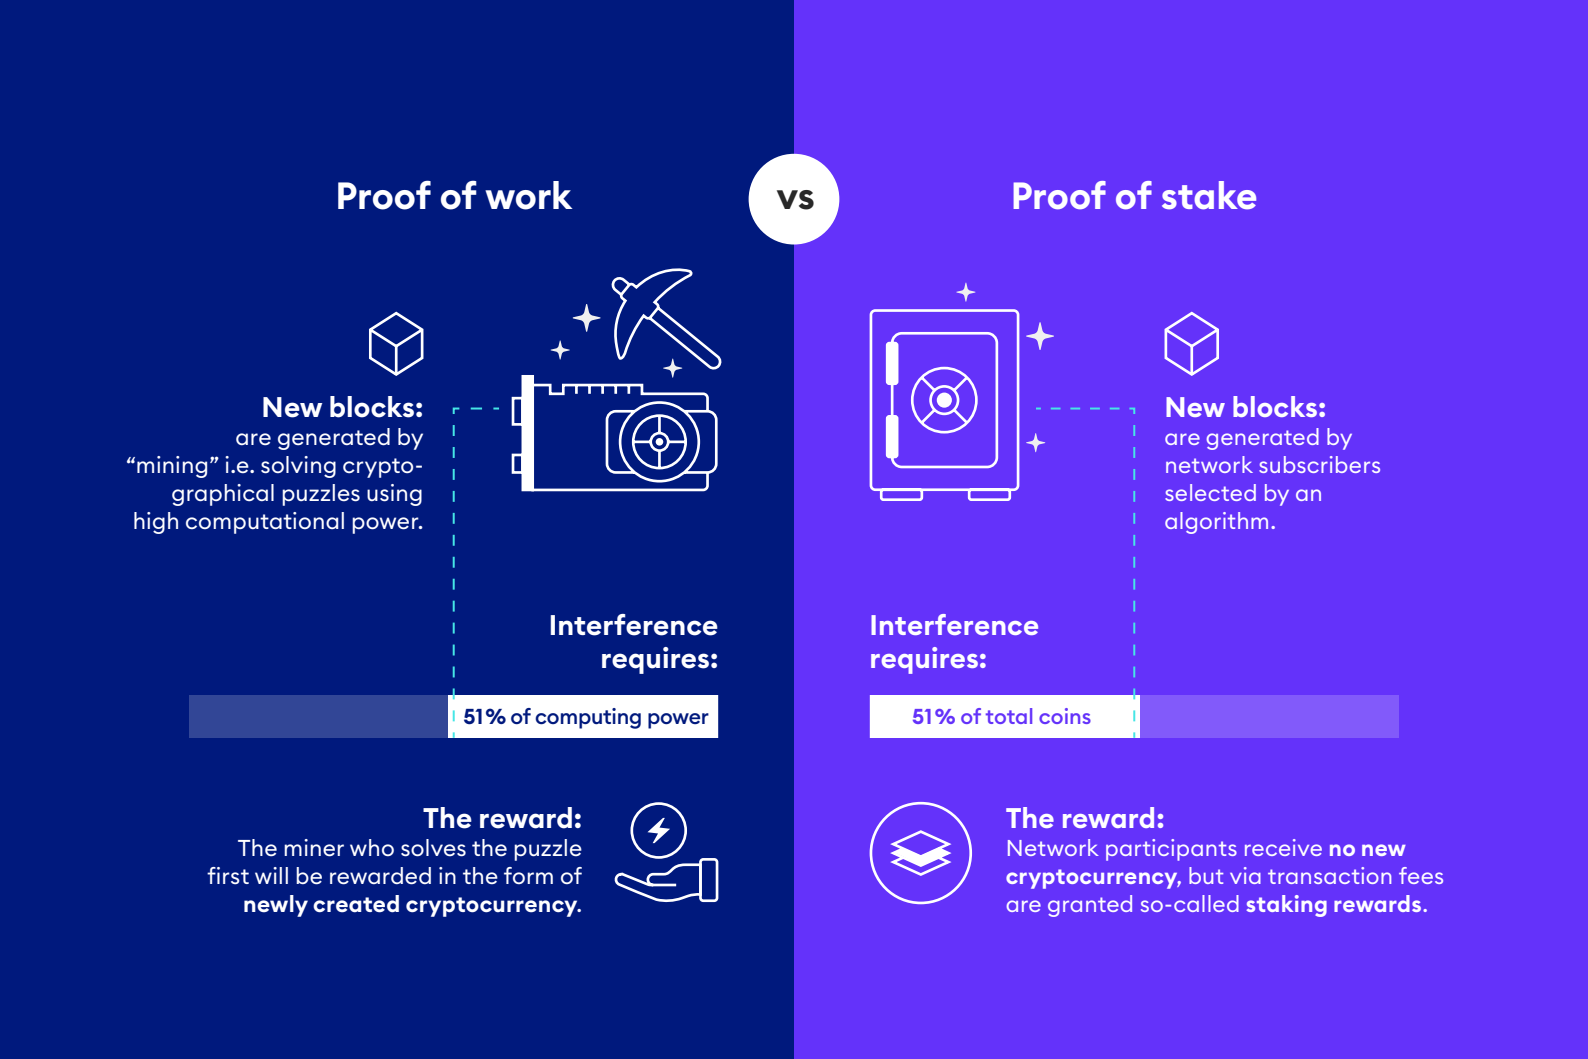 Proof of work
vs
Proof of stake
New blocks:
are generated by
“mining” i.e. solving crypto-
graphical puzzles using
high computational power.
New blocks:
are generated by
network subscribers
selected by an
algorithm.
Interference
requires:
51% of computing power
Interference
requires:
51% of total coins
The reward:
The miner who solves the puzzle
first will be rewarded in the form of
newly created cryptocurrency.
The reward:
Network participants receive no new
cryptocurrency, but via transaction fees
are granted so-called staking rewards.